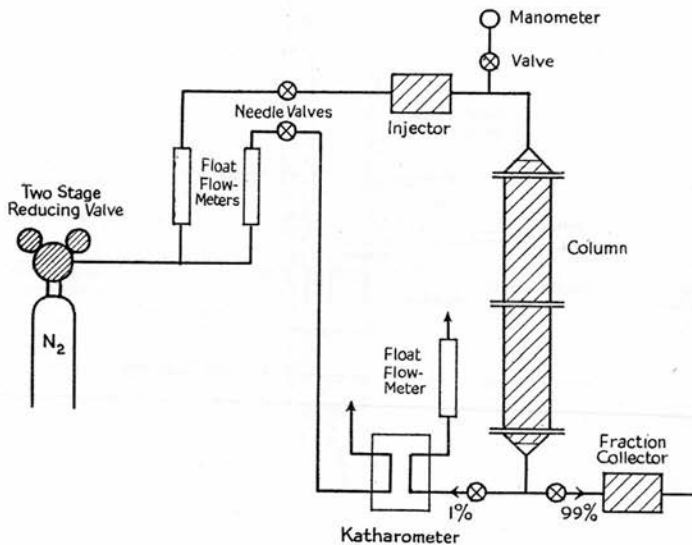 Manometer
Valve
Needle Valves
Injector
Float
Flow-
Meters
Two Stage
Reducing Valve
Column
N2
Float
Flow-
Meter
Fraction
Collector
1%
99%
Katharometer